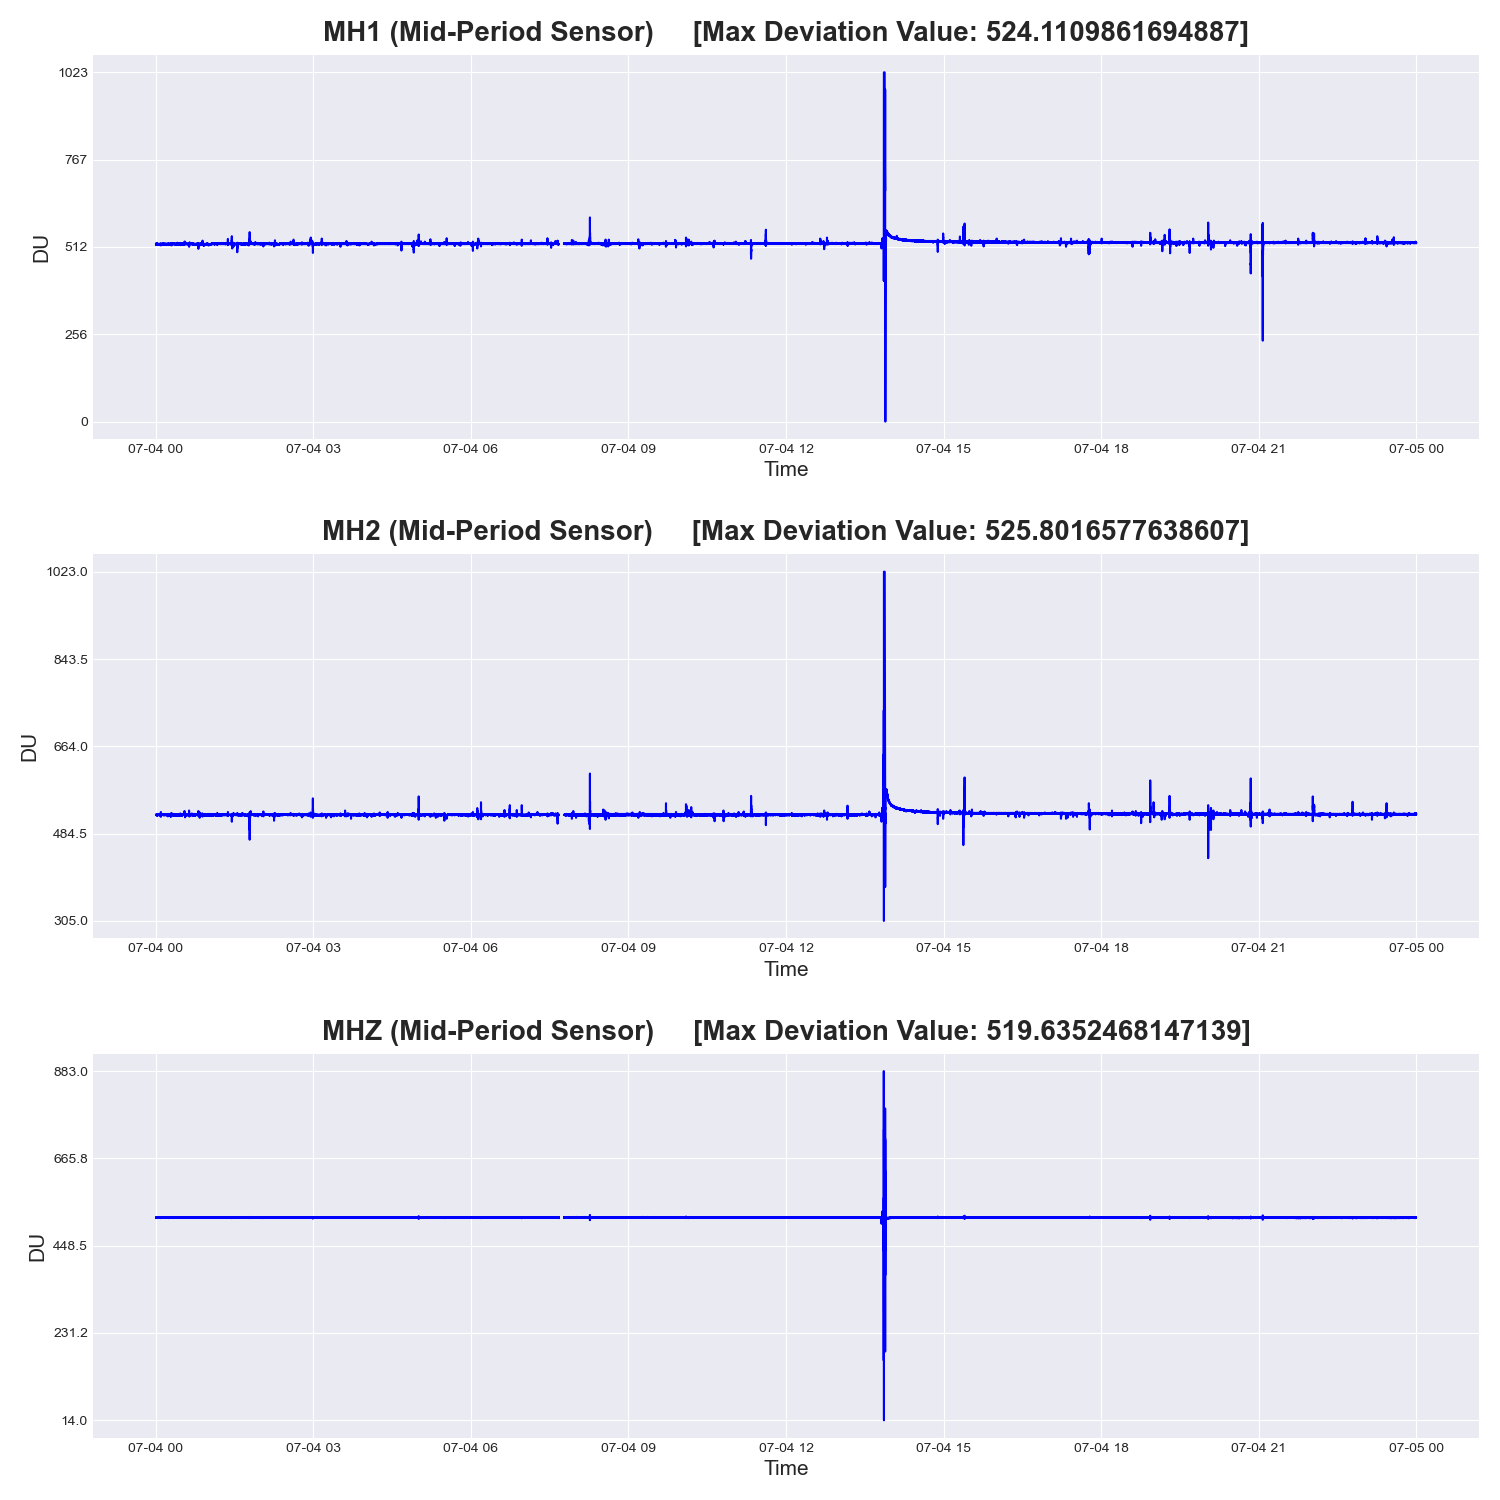 MH1 (Mid-Period Sensor) [Max Deviation Value: 524.1109861694887]
1023
767
512
256
0
DU
07-04 00 07-04 03 07-04 06 07-04 09 07-04 12 07-04 15 07-04 18 07-04 21 07-05 00
Time
MH2 (Mid-Period Sensor) [Max Deviation Value: 525.8016577638607]
1023.0
843.5
664.0
484.5
305.0
DU
07-04 00 07-04 03 07-04 06 07-04 09 07-04 12 07-04 15 07-04 18 07-04 21 07-05 00
Time
MHZ (Mid-Period Sensor) [Max Deviation Value: 519.6352468147139]
883.0
665.8
448.5
231.2
14.0
DU
07-04 00 07-04 03 07-04 06 07-04 09 07-04 12 07-04 15 07-04 18 07-04 21 07-05 00
Time